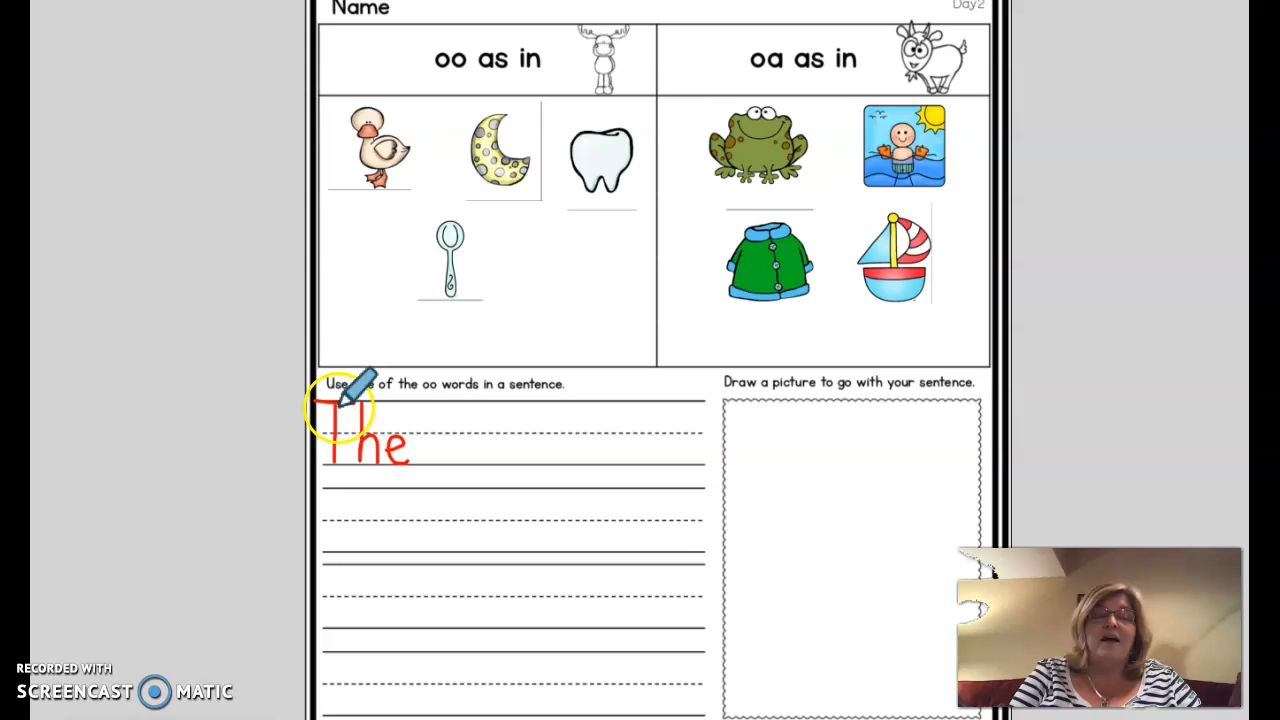 Name
Day2
oo as in
oa as in
Use of the oo words in a sentence.
Draw a picture to go with your sentence.
The
RECORDED WITH
SCREENCAST MATIC